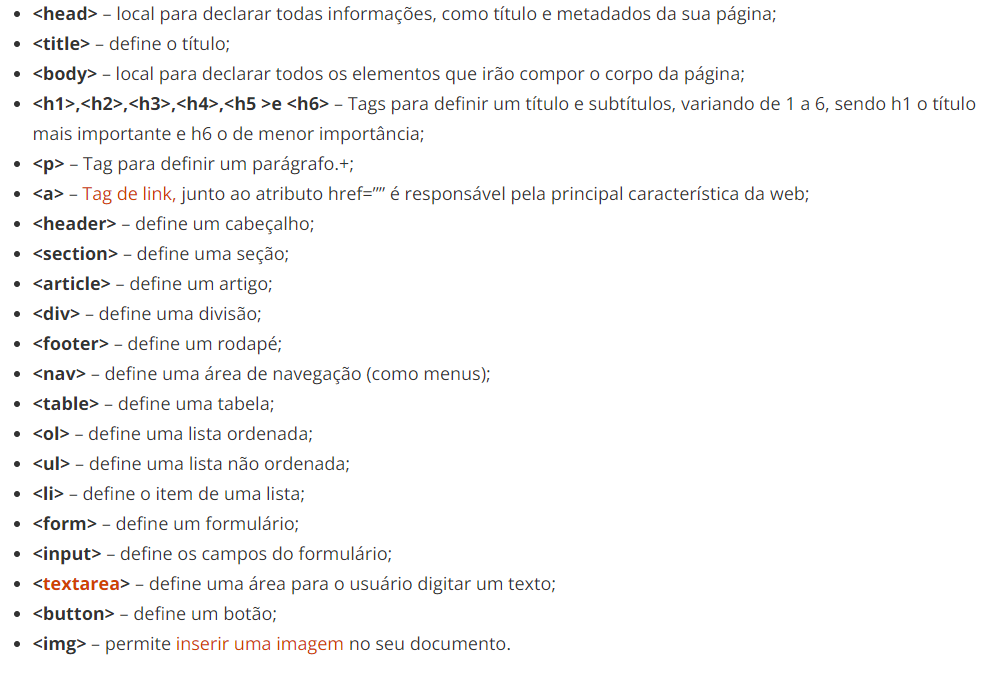 <head> – local para declarar todas informações, como título e metadados da sua página;
<title> – define o título;
<body> – local para declarar todos os elementos que irão compor o corpo da página;
<h1>,<h2>,<h3>,<h4>,<h5 >e <h6> – Tags para definir um título e subtítulos, variando de 1 a 6, sendo h1 o título
mais importante e h6 o de menor importância;
<p> – Tag para definir um parágrafo.+;
<a> – Tag de link, junto ao atributo href=”” é responsável pela principal característica da web;
<header> – define um cabeçalho;
<section> – define uma seção;
<article> – define um artigo;
<div> – define uma divisão;
<footer> – define um rodapé;
<nav> – define uma área de navegação (como menus);
<table> – define uma tabela;
<ol> – define uma lista ordenada;
<ul> – define uma lista não ordenada;
<li> – define o item de uma lista;
<form> – define um formulário;
<input> – define os campos do formulário;
<textarea> – define uma área para o usuário digitar um texto;
<button> – define um botão;
<img> – permite inserir uma imagem no seu documento.